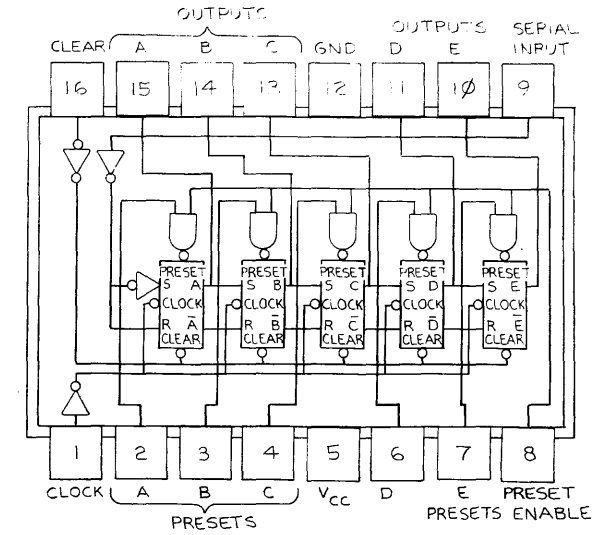 OUTPUTS OUTPUTS SERIAL
CLEAR A B C GND D E INPUT
16 15 14 13 12 11 10 9
PRESET PRESET PRESET PRESET PRESET
S A S B S C S D S E
CLOCK CLOCK CLOCK CLOCK CLOCK
R A̅ R B̅ R C̅ R D̅ R E̅
CLEAR CLEAR CLEAR CLEAR CLEAR
1 2 3 4 5 6 7 8
CLOCK A B C VCC D E PRESET
PRESETS PRESETS ENABLE